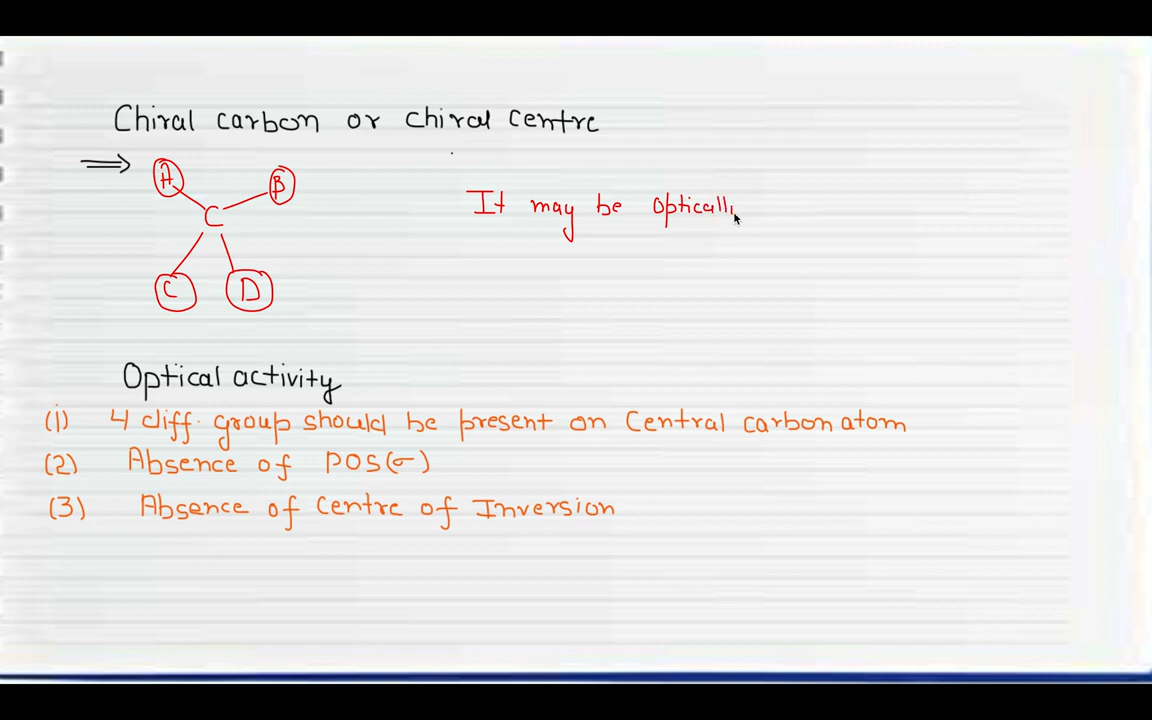 Chiral carbon or chiral centre
⇒ A B
It may be optically
C
C D
Optical activity
(1) 4 diff. group should be present on Central carbon atom
(2) Absence of POS(σ)
(3) Absence of Centre of Inversion